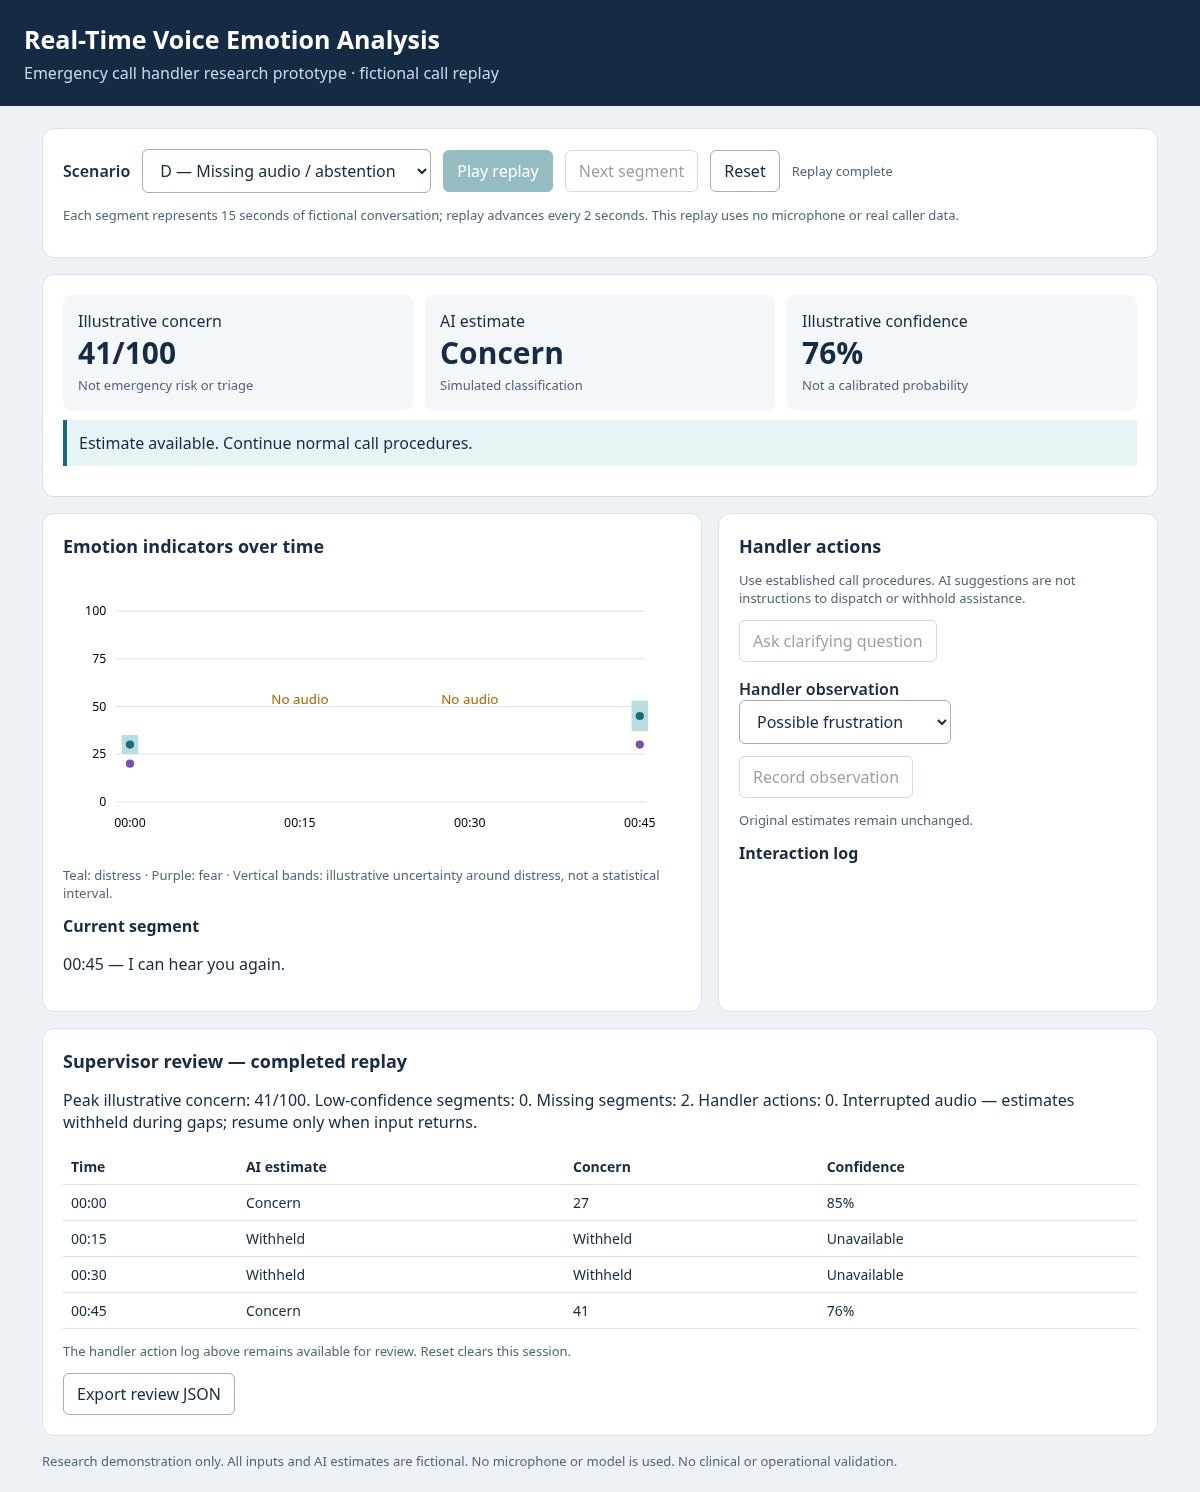 Real-Time Voice Emotion Analysis
Emergency call handler research prototype · fictional call replay
Scenario D — Missing audio / abstention Play replay Next segment Reset Replay complete
Each segment represents 15 seconds of fictional conversation; replay advances every 2 seconds. This replay uses no microphone or real caller data.
Illustrative concern
41/100
Not emergency risk or triage
AI estimate
Concern
Simulated classification
Illustrative confidence
76%
Not a calibrated probability
Estimate available. Continue normal call procedures.
Emotion indicators over time
100
75
No audio No audio
50
25
0
00:00 00:15 00:30 00:45
Teal: distress · Purple: fear · Vertical bands: illustrative uncertainty around distress, not a statistical
interval.
Current segment
00:45 — I can hear you again.
Handler actions
Use established call procedures. AI suggestions are not
instructions to dispatch or withhold assistance.
Ask clarifying question
Handler observation
Possible frustration
Record observation
Original estimates remain unchanged.
Interaction log
Supervisor review — completed replay
Peak illustrative concern: 41/100. Low-confidence segments: 0. Missing segments: 2. Handler actions: 0. Interrupted audio — estimates
withheld during gaps; resume only when input returns.
Time AI estimate Concern Confidence
00:00 Concern 27 85%
00:15 Withheld Withheld Unavailable
00:30 Withheld Withheld Unavailable
00:45 Concern 41 76%
The handler action log above remains available for review. Reset clears this session.
Export review JSON
Research demonstration only. All inputs and AI estimates are fictional. No microphone or model is used. No clinical or operational validation.